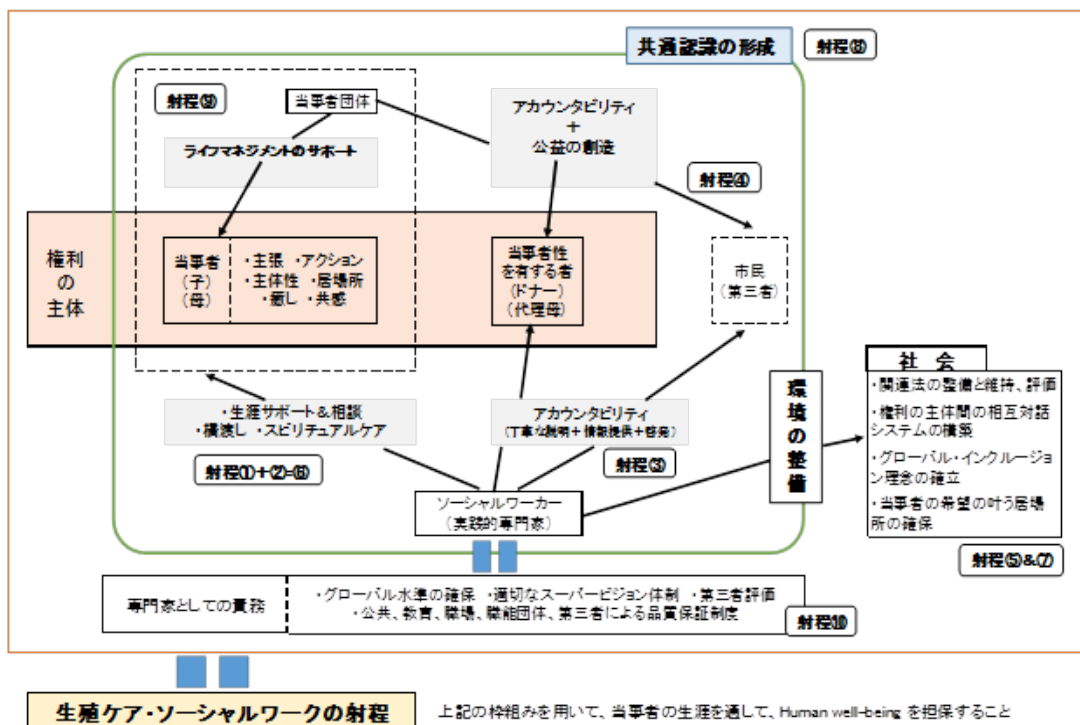 共通認識の形成
射程⑧
射程⑨
当事者団体
アカウンタビリティ
+
公益の創造
ライフマネジメントのサポート
射程④
権利
の
主体
当事者
(子)
(母)
・主張 ・アクション
・主体性 ・居場所
・癒し ・共感
当事者性
を有する者
(ドナー)
(代理母)
市民
(第三者)
・生涯サポート&相談
・橋渡し ・スピリチュアルケア
射程①+②=⑥
アカウンタビリティ
(丁寧な説明+情報提供+啓発)
射程③
環境の整備
社 会
・関連法の整備と維持、評価
・権利の主体間の相互対話
システムの構築
・グローバル・インクルージョ
ン理念の確立
・当事者の希望の叶う居場
所の確保
射程⑤&⑦
ソーシャルワーカー
(実践的専門家)
専門家としての責務
・グローバル水準の確保 ・適切なスーパービジョン体制 ・第三者評価
・公共、教育、職場、職能団体、第三者による品質保証制度
射程⑩
生殖ケア・ソーシャルワークの射程
上記の枠組みを用いて、当事者の生涯を通して、Human well-being を担保すること